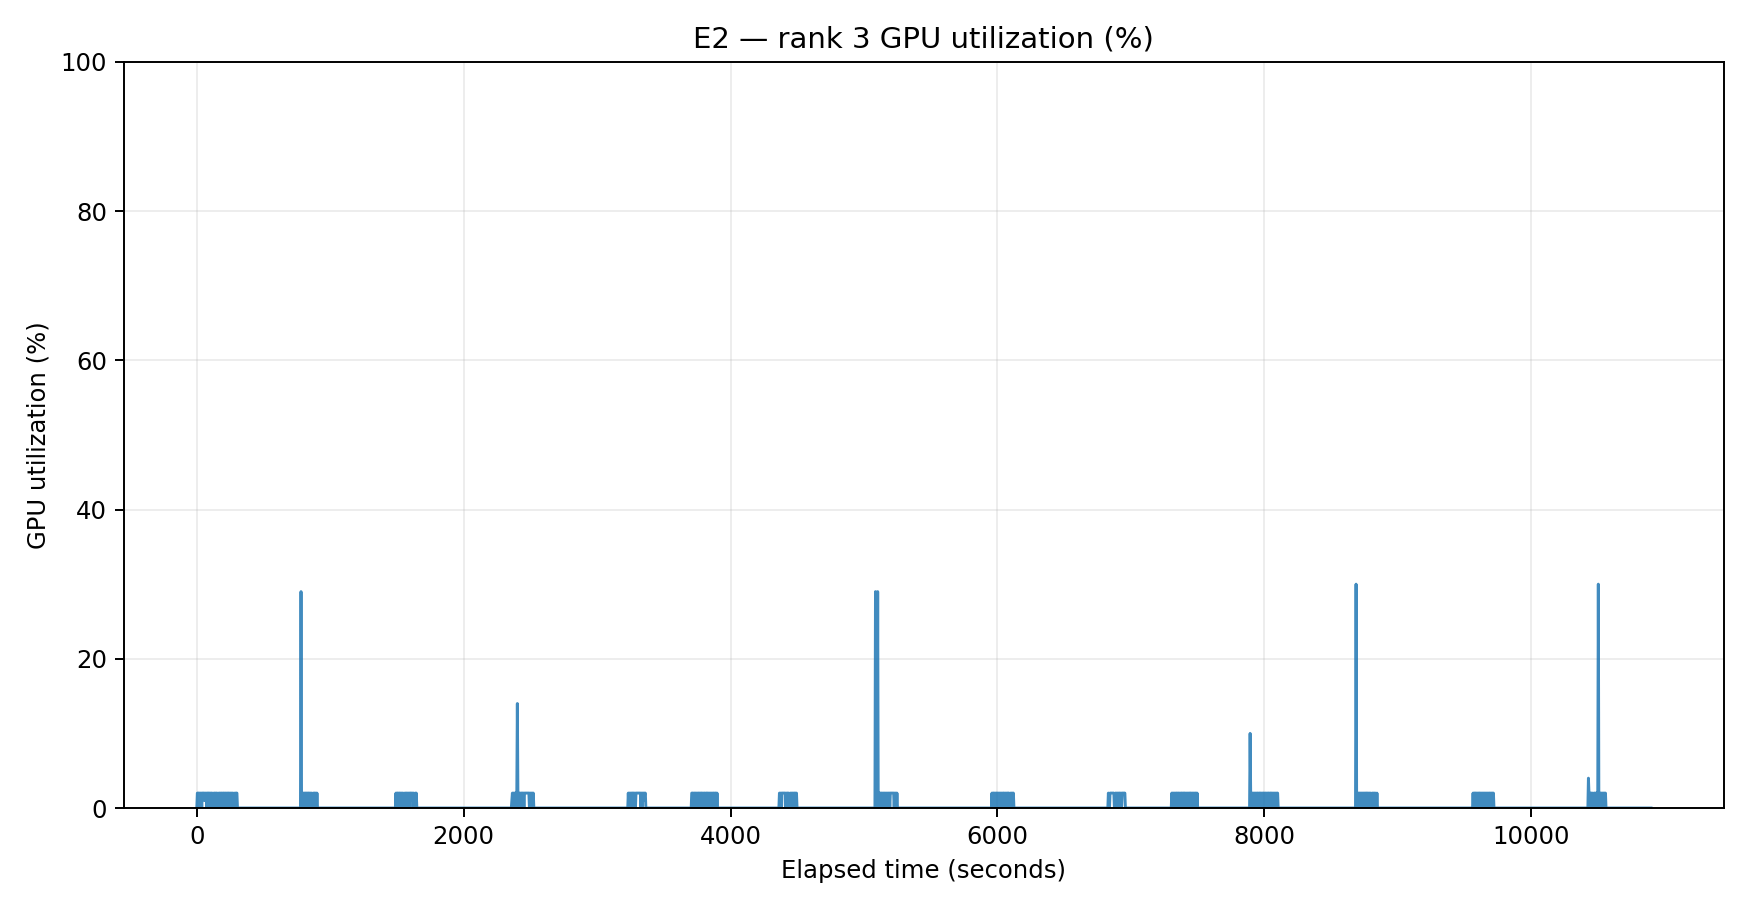 E2 — rank 3 GPU utilization (%)
100
80
60
40
20
0
GPU utilization (%)
0 2000 4000 6000 8000 10000
Elapsed time (seconds)